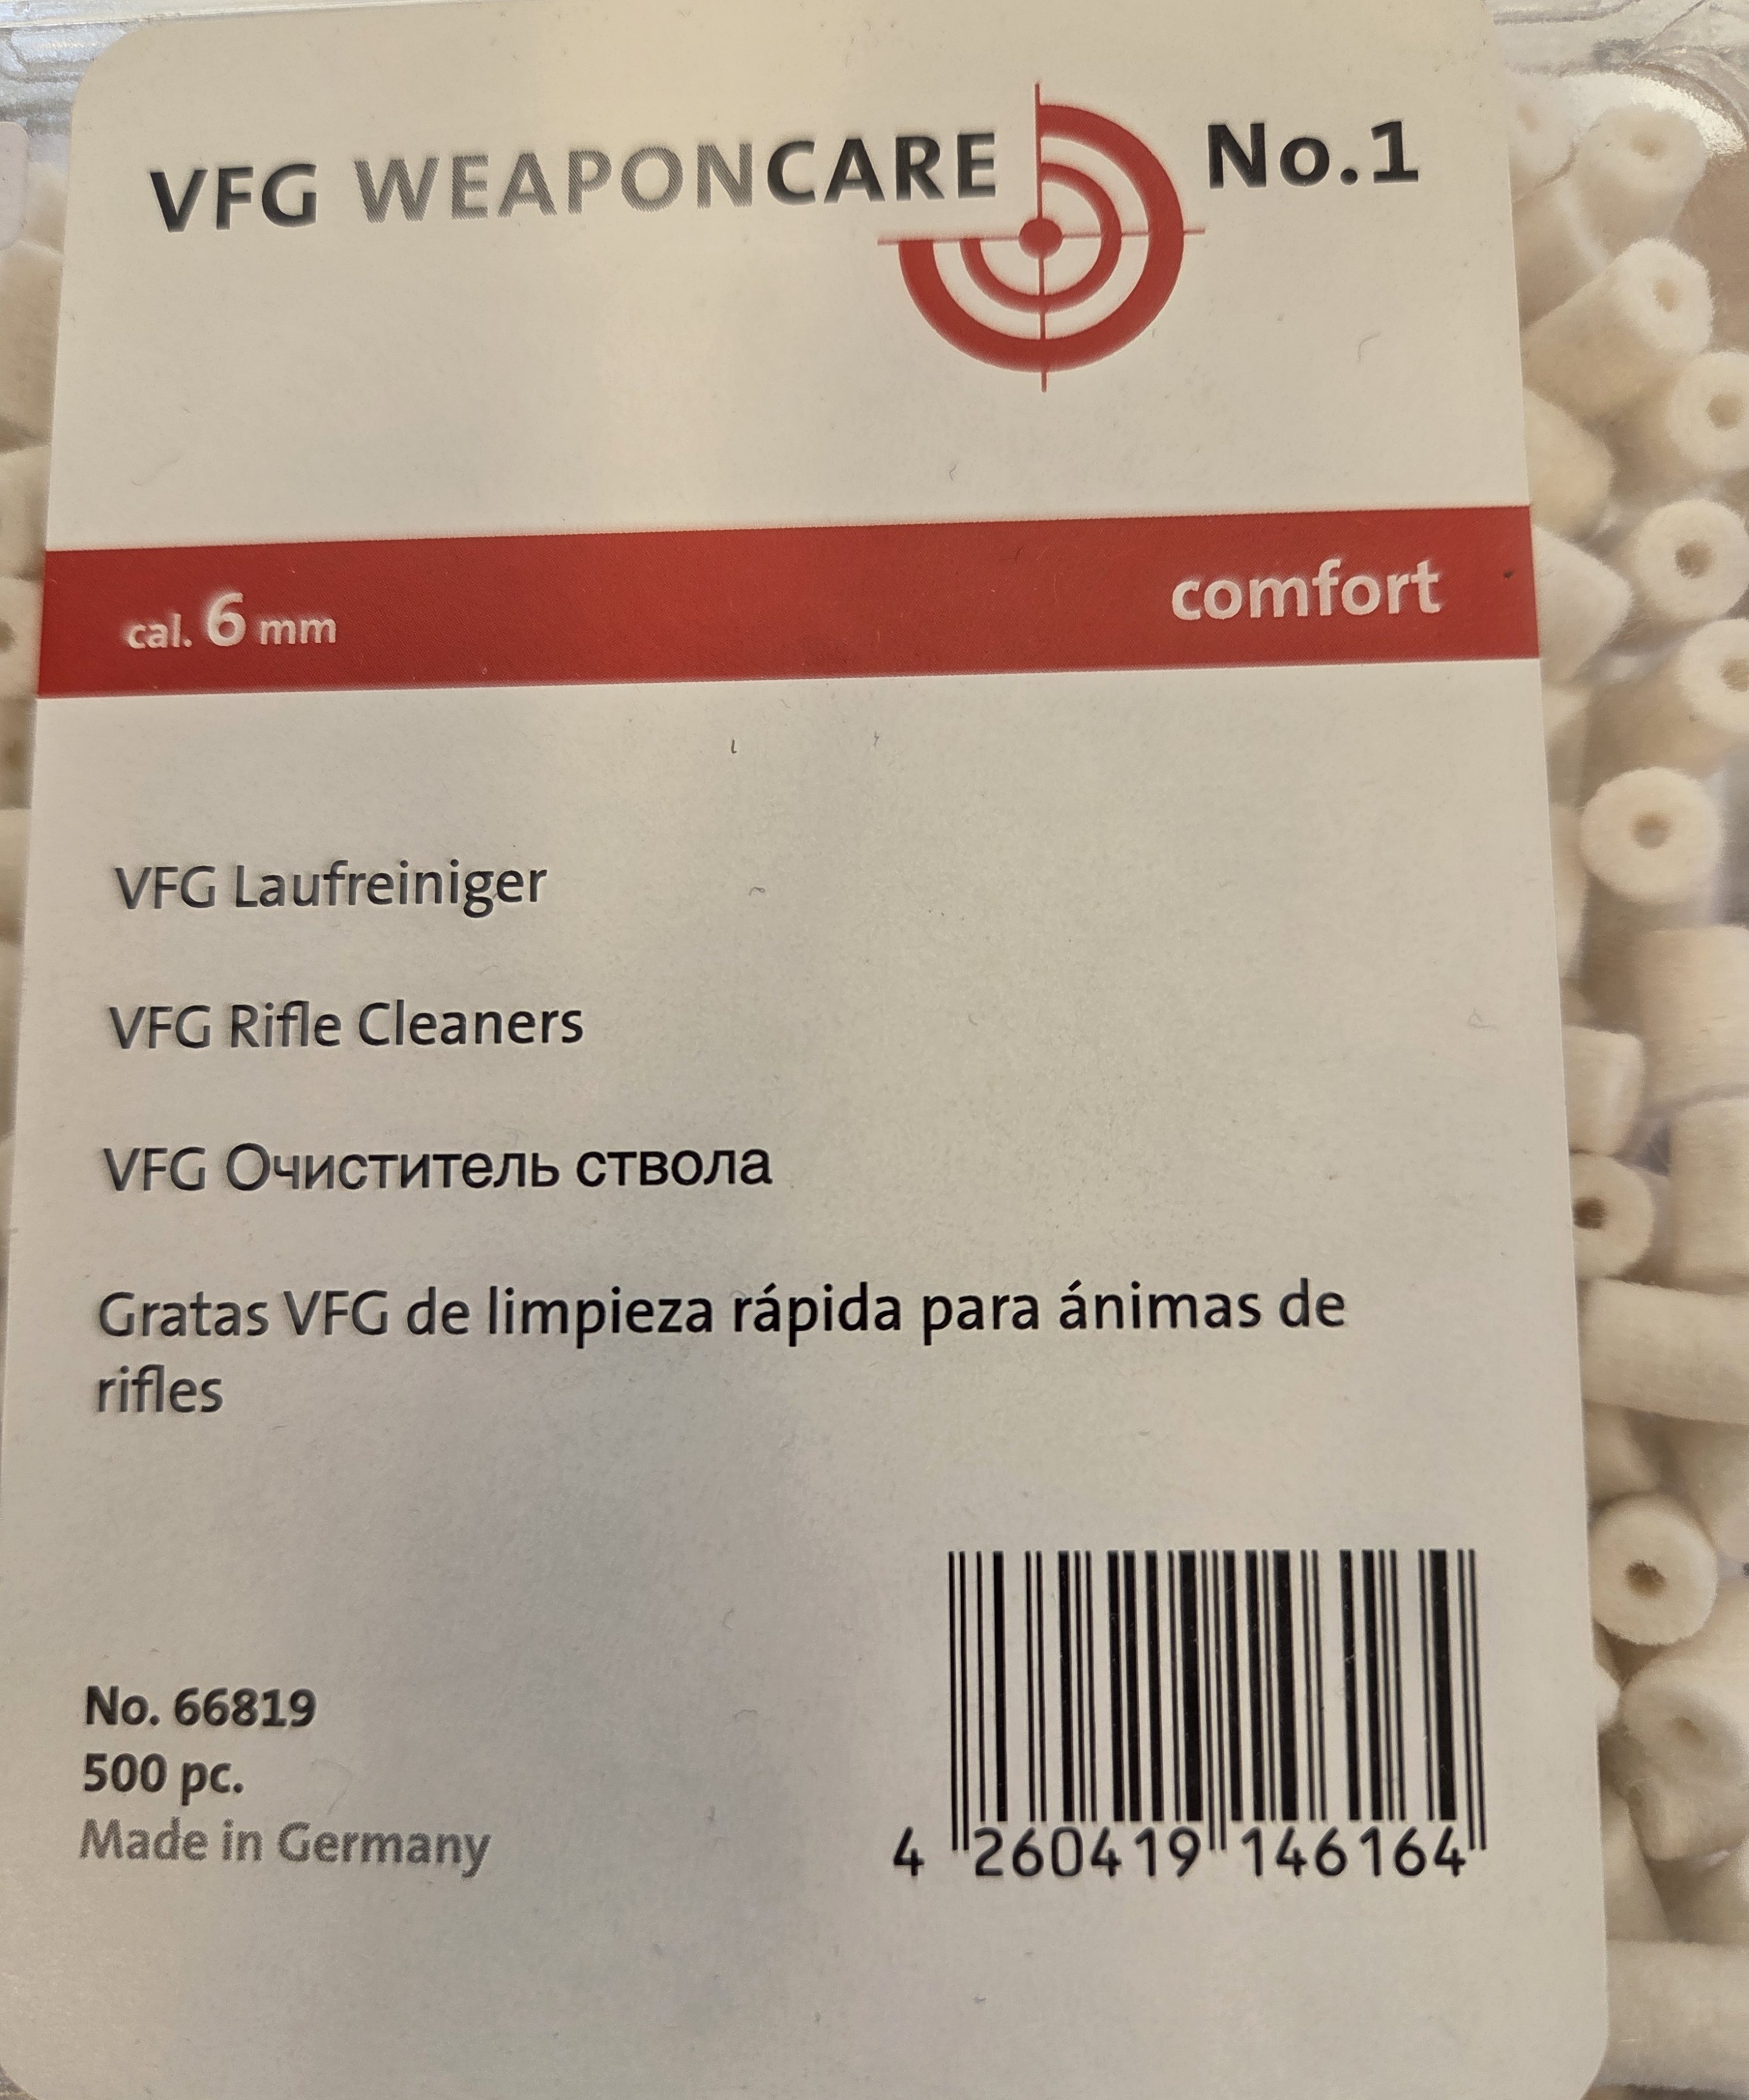 VFG WEAPONCARE No.1
cal. 6 mm comfort
VFG Laufreiniger
VFG Rifle Cleaners
VFG Очиститель ствола
Gratas VFG de limpieza rápida para ánimas de
rifles
No. 66819
500 pc.
Made in Germany
4 260419 146164